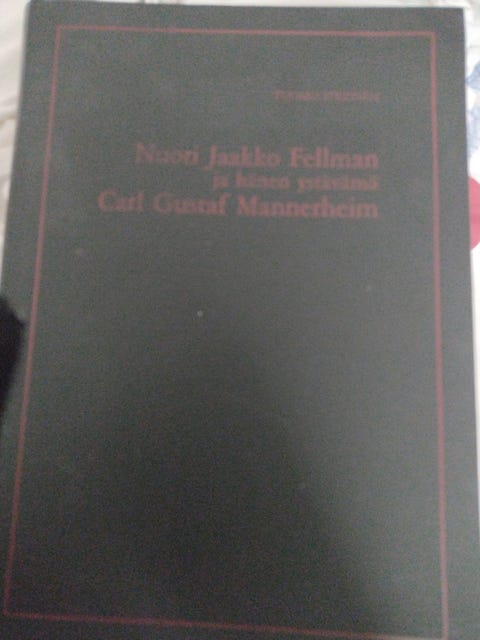 Nuori Jaakko Fellman
ja hänen ystävänsä
Carl Gustaf Mannerheim